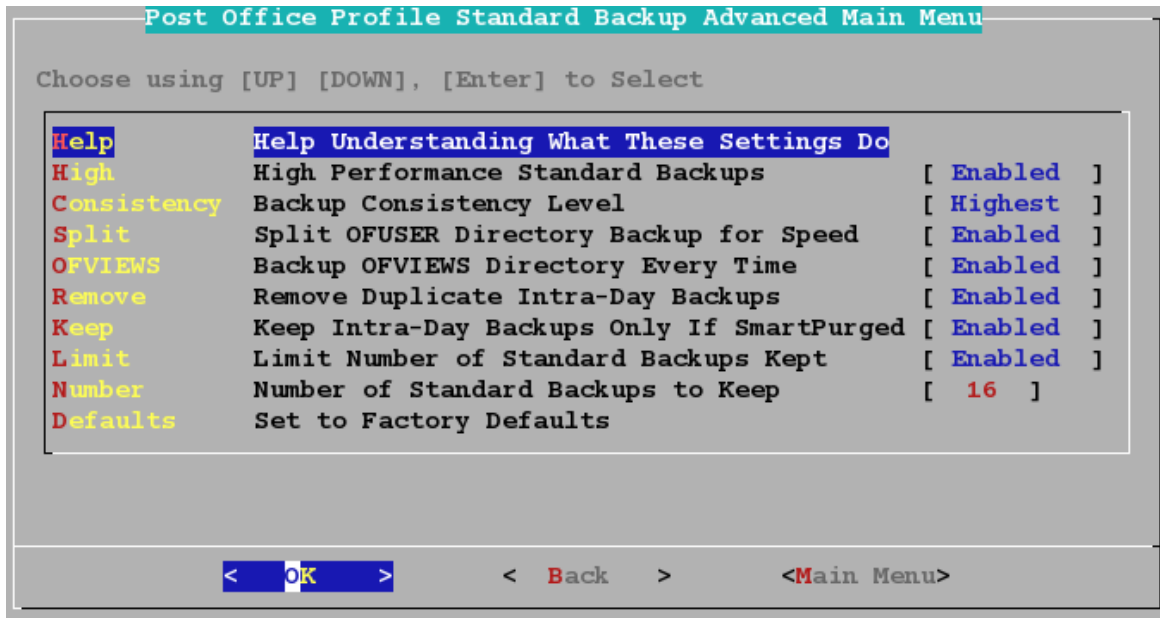 Post Office Profile Standard Backup Advanced Main Menu
Choose using [UP] [DOWN], [Enter] to Select
Help Help Understanding What These Settings Do
High High Performance Standard Backups [ Enabled ]
Consistency Backup Consistency Level [ Highest ]
Split Split OFUSER Directory Backup for Speed [ Enabled ]
OFVIEWS Backup OFVIEWS Directory Every Time [ Enabled ]
Remove Remove Duplicate Intra-Day Backups [ Enabled ]
Keep Keep Intra-Day Backups Only If SmartPurged [ Enabled ]
Limit Limit Number of Standard Backups Kept [ Enabled ]
Number Number of Standard Backups to Keep [ 16 ]
Defaults Set to Factory Defaults
< OK > < Back > <Main Menu>